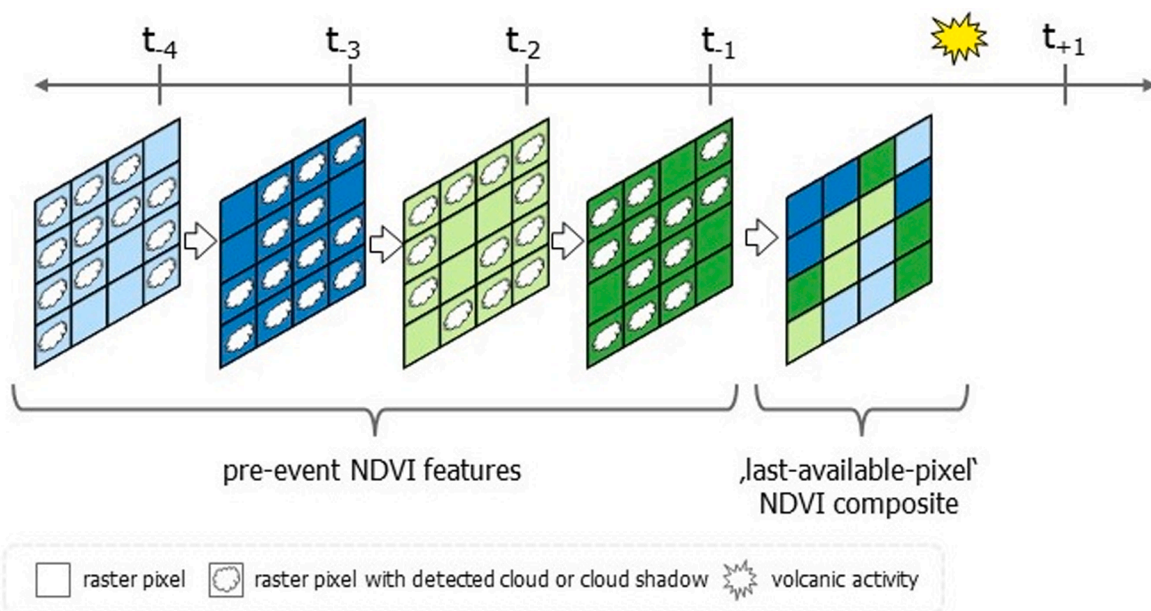 t-4 t-3 t-2 t-1 t+1
pre-event NDVI features
‚last-available-pixel‘
NDVI composite
raster pixel raster pixel with detected cloud or cloud shadow volcanic activity